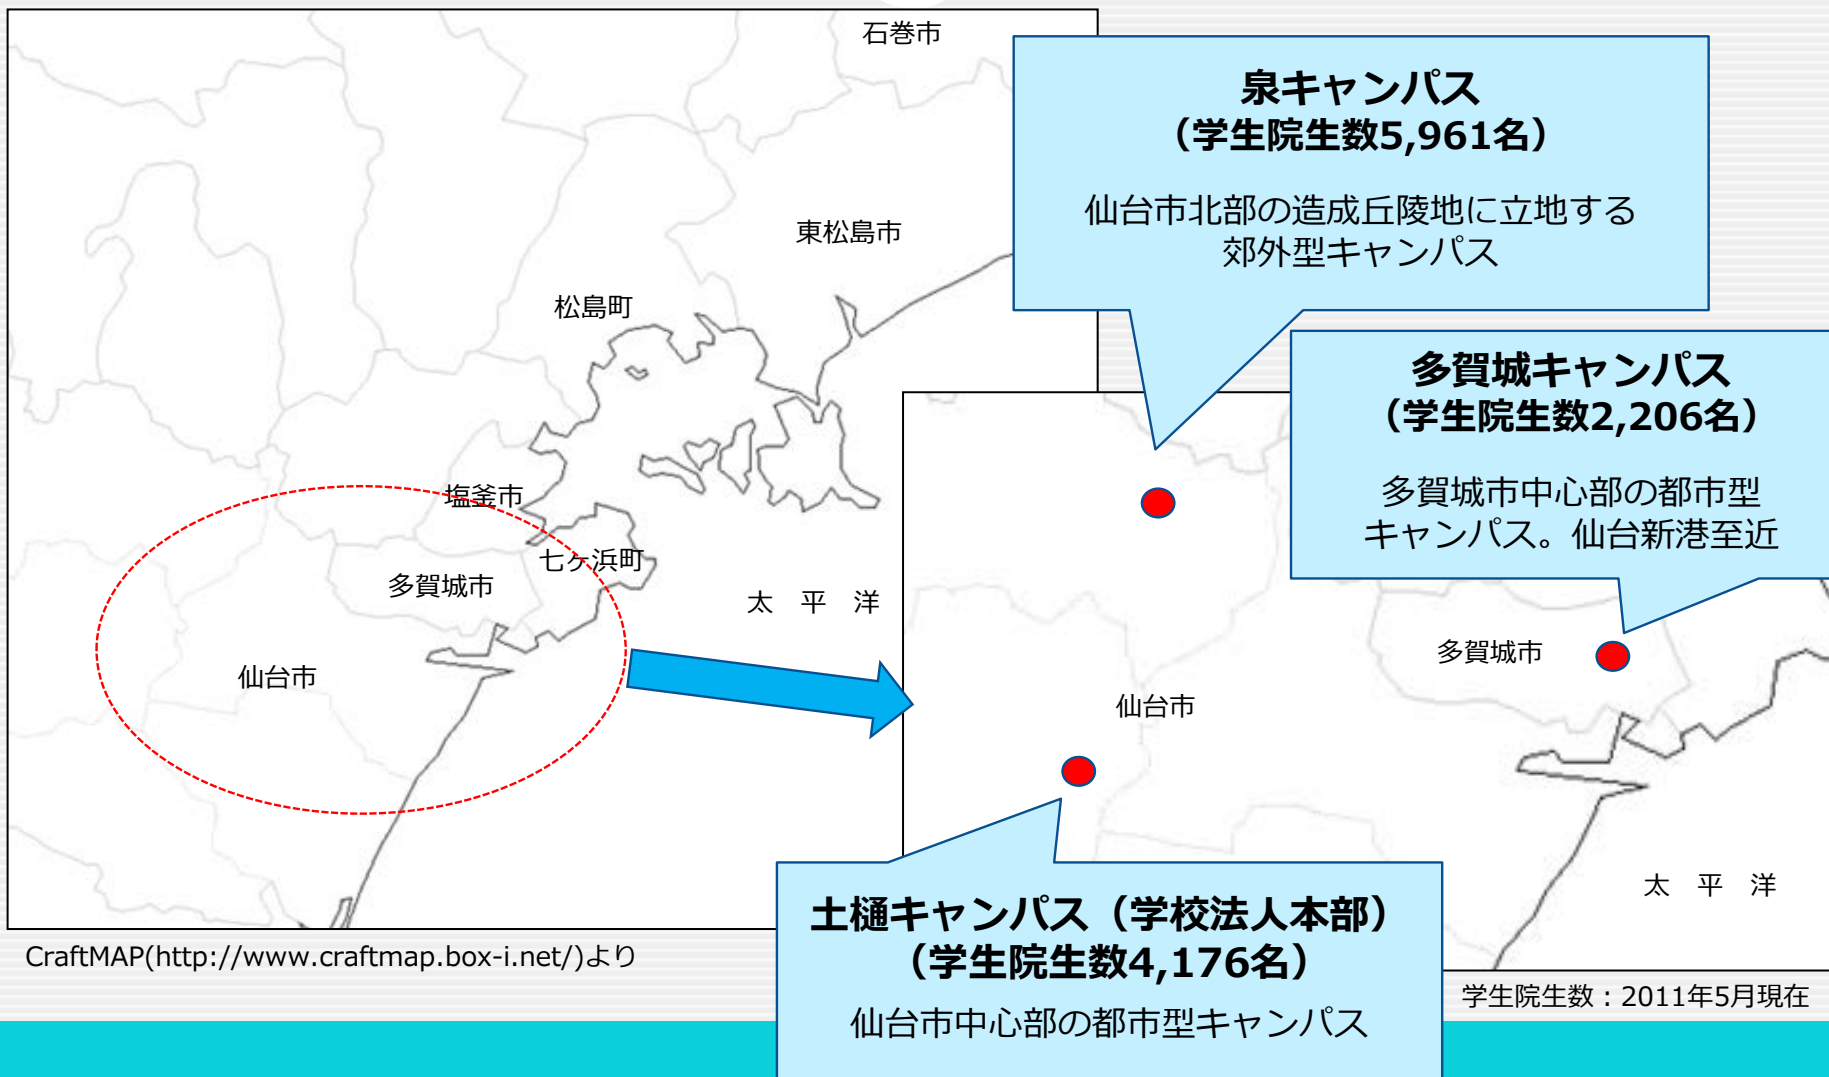 石巻市
東松島市
松島町
塩釜市
七ヶ浜町
多賀城市
太 平 洋
仙台市
泉キャンパス
（学生院生数5,961名）
仙台市北部の造成丘陵地に立地する
郊外型キャンパス
多賀城キャンパス
（学生院生数2,206名）
多賀城市中心部の都市型
キャンパス。仙台新港至近
多賀城市
仙台市
太 平 洋
土樋キャンパス（学校法人本部）
（学生院生数4,176名）
仙台市中心部の都市型キャンパス
CraftMAP(http://www.craftmap.box-i.net/)より
学生院生数：2011年5月現在